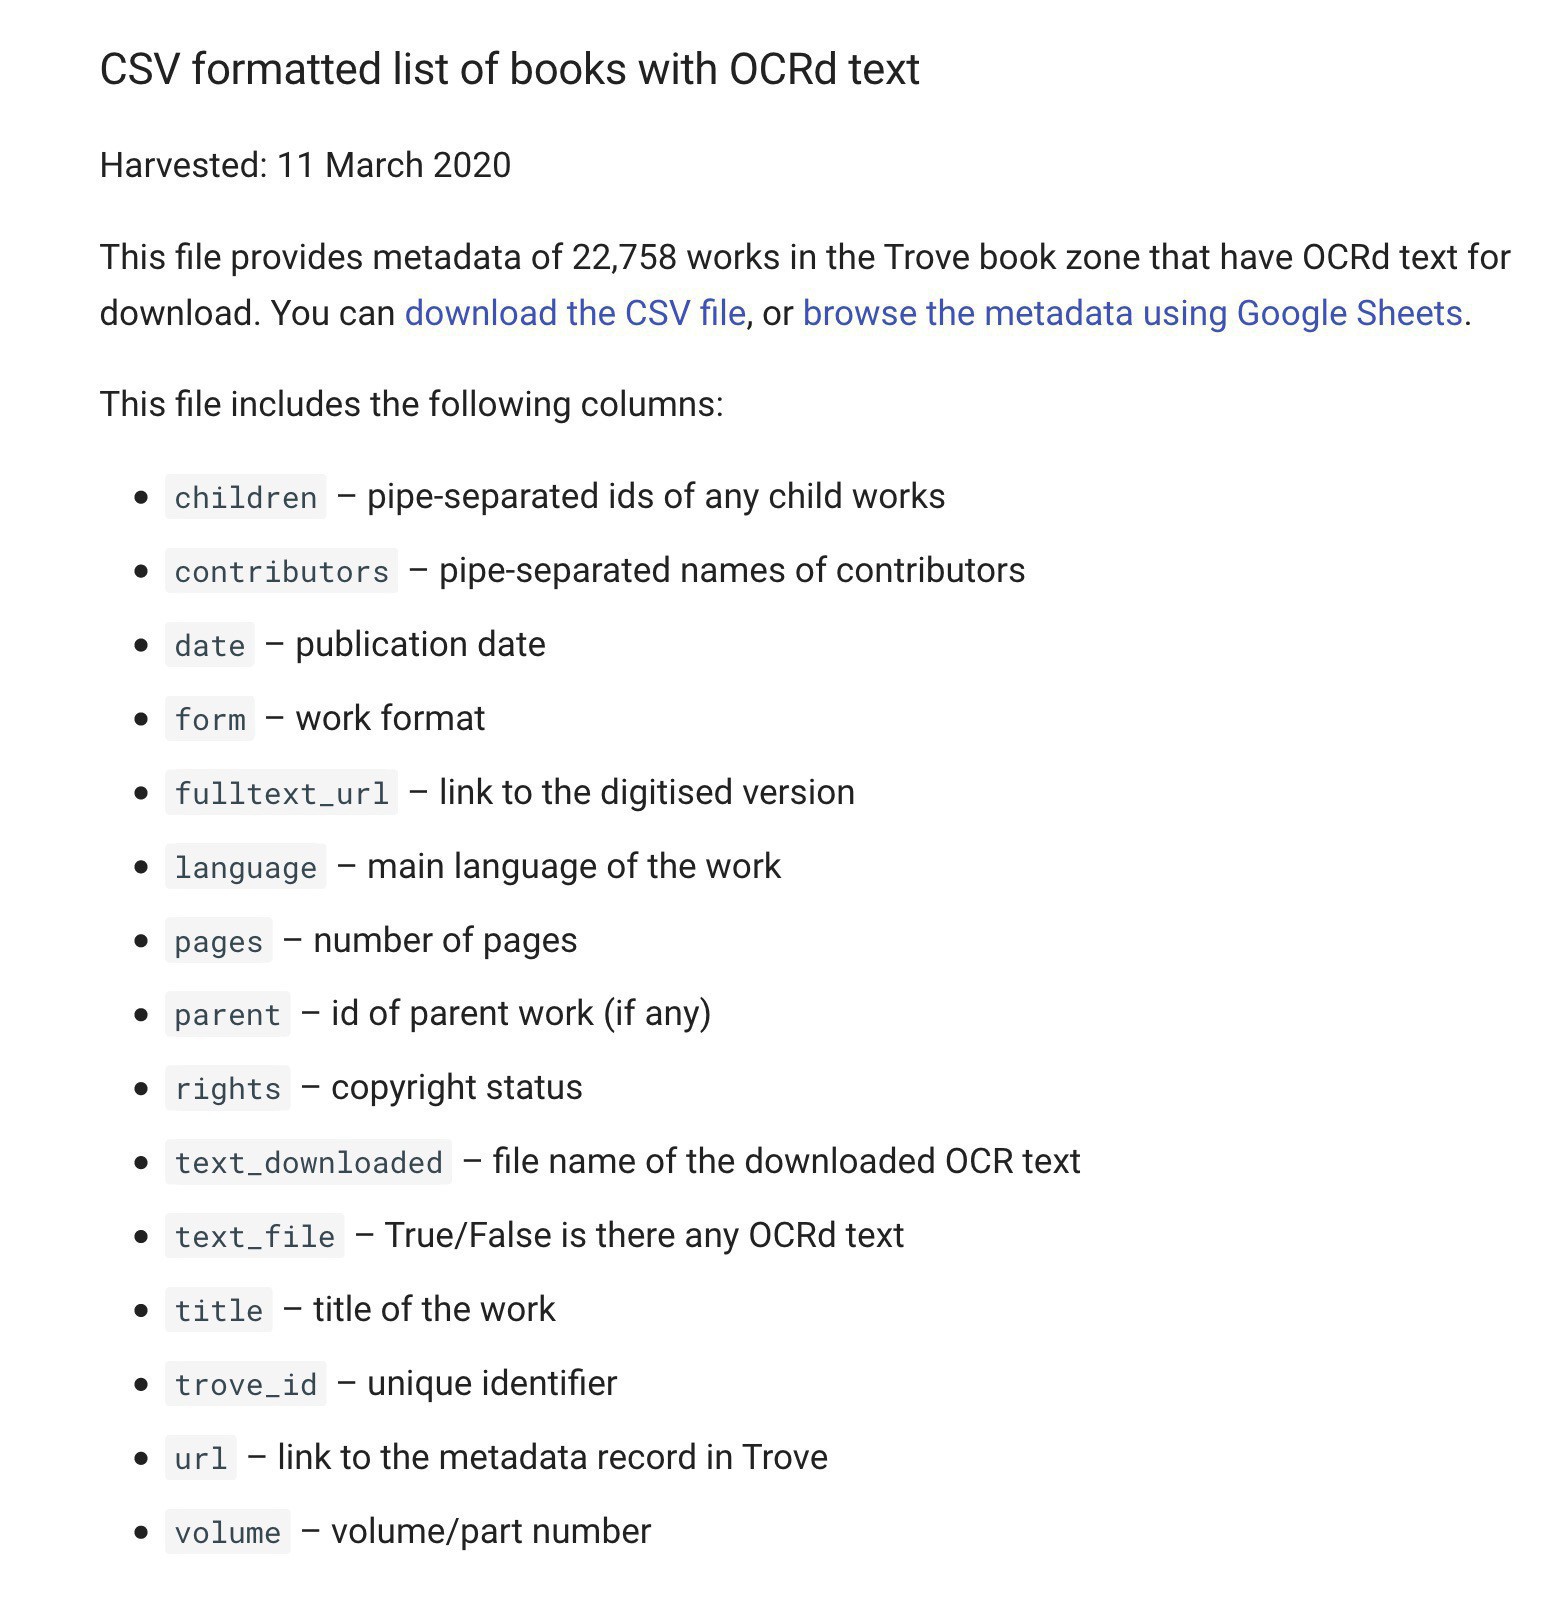 CSV formatted list of books with OCRd text
Harvested: 11 March 2020
This file provides metadata of 22,758 works in the Trove book zone that have OCRd text for
download. You can download the CSV file, or browse the metadata using Google Sheets.
This file includes the following columns:
• children – pipe-separated ids of any child works
• contributors – pipe-separated names of contributors
• date – publication date
• form – work format
• fulltext_url – link to the digitised version
• language – main language of the work
• pages – number of pages
• parent – id of parent work (if any)
• rights – copyright status
• text_downloaded – file name of the downloaded OCR text
• text_file – True/False is there any OCRd text
• title – title of the work
• trove_id – unique identifier
• url – link to the metadata record in Trove
• volume – volume/part number